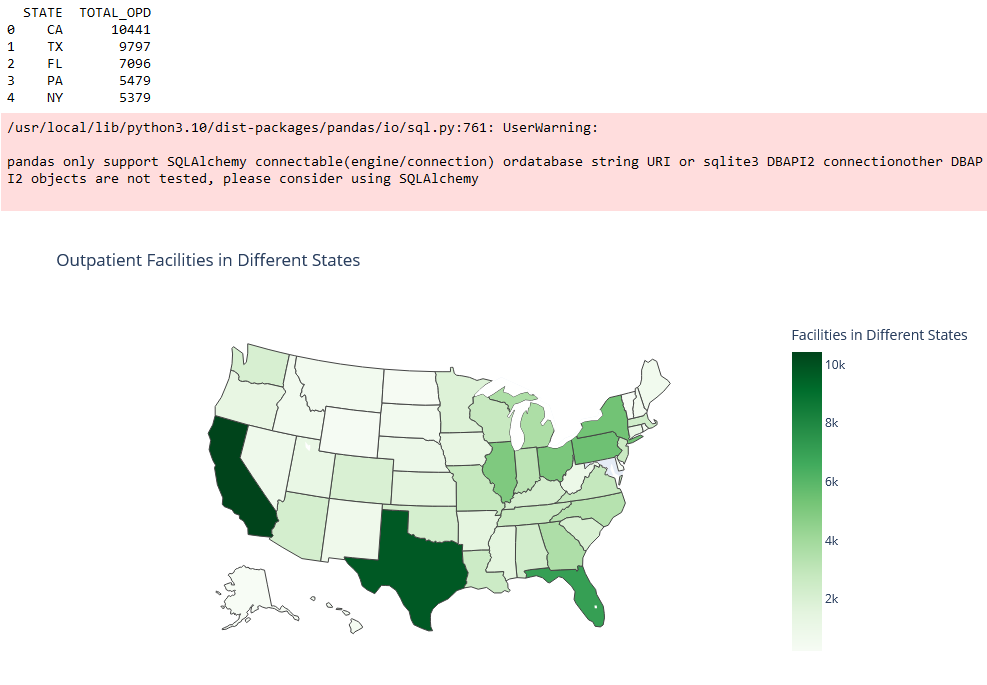 STATE TOTAL_OPD
0 CA 10441
1 TX 9797
2 FL 7096
3 PA 5479
4 NY 5379
/usr/local/lib/python3.10/dist-packages/pandas/io/sql.py:761: UserWarning:
pandas only support SQLAlchemy connectable(engine/connection) ordatabase string URI or sqlite3 DBAPI2 connectionother DBAP
I2 objects are not tested, please consider using SQLAlchemy
Outpatient Facilities in Different States
Facilities in Different States
10k
8k
6k
4k
2k